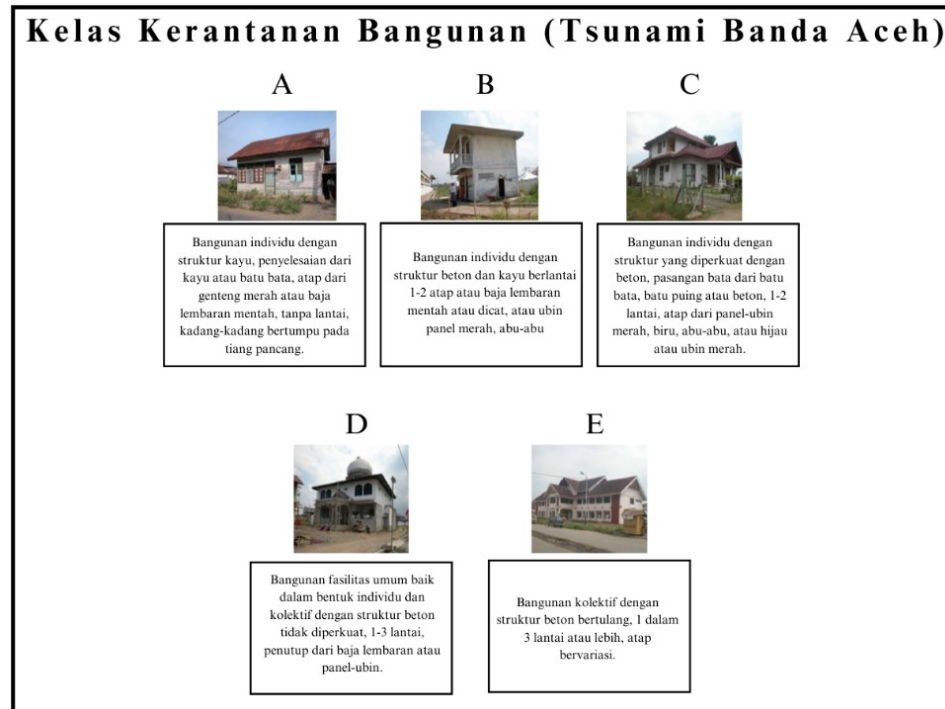 Kelas Kerantanan Bangunan (Tsunami Banda Aceh)
A
B
C
Bangunan individu dengan
struktur kayu, penyelesaian dari
kayu atau batu bata, atap dari
genteng merah atau baja
lembaran mentah, tanpa lantai,
kadang-kadang bertumpu pada
tiang pancang.
Bangunan individu dengan
struktur beton dan kayu berlantai
1-2 atap atau baja lembaran
mentah atau dicat, atau ubin
panel merah, abu-abu
Bangunan individu dengan
struktur yang diperkuat dengan
beton, pasangan bata dari batu
bata, batu puing atau beton, 1-2
lantai, atap dari panel-ubin
merah, biru, abu-abu, atau hijau
atau ubin merah.
D
E
Bangunan fasilitas umum baik
dalam bentuk individu dan
kolektif dengan struktur beton
tidak diperkuat, 1-3 lantai,
penutup dari baja lembaran atau
panel-ubin.
Bangunan kolektif dengan
struktur beton bertulang, 1 dalam
3 lantai atau lebih, atap
bervariasi.